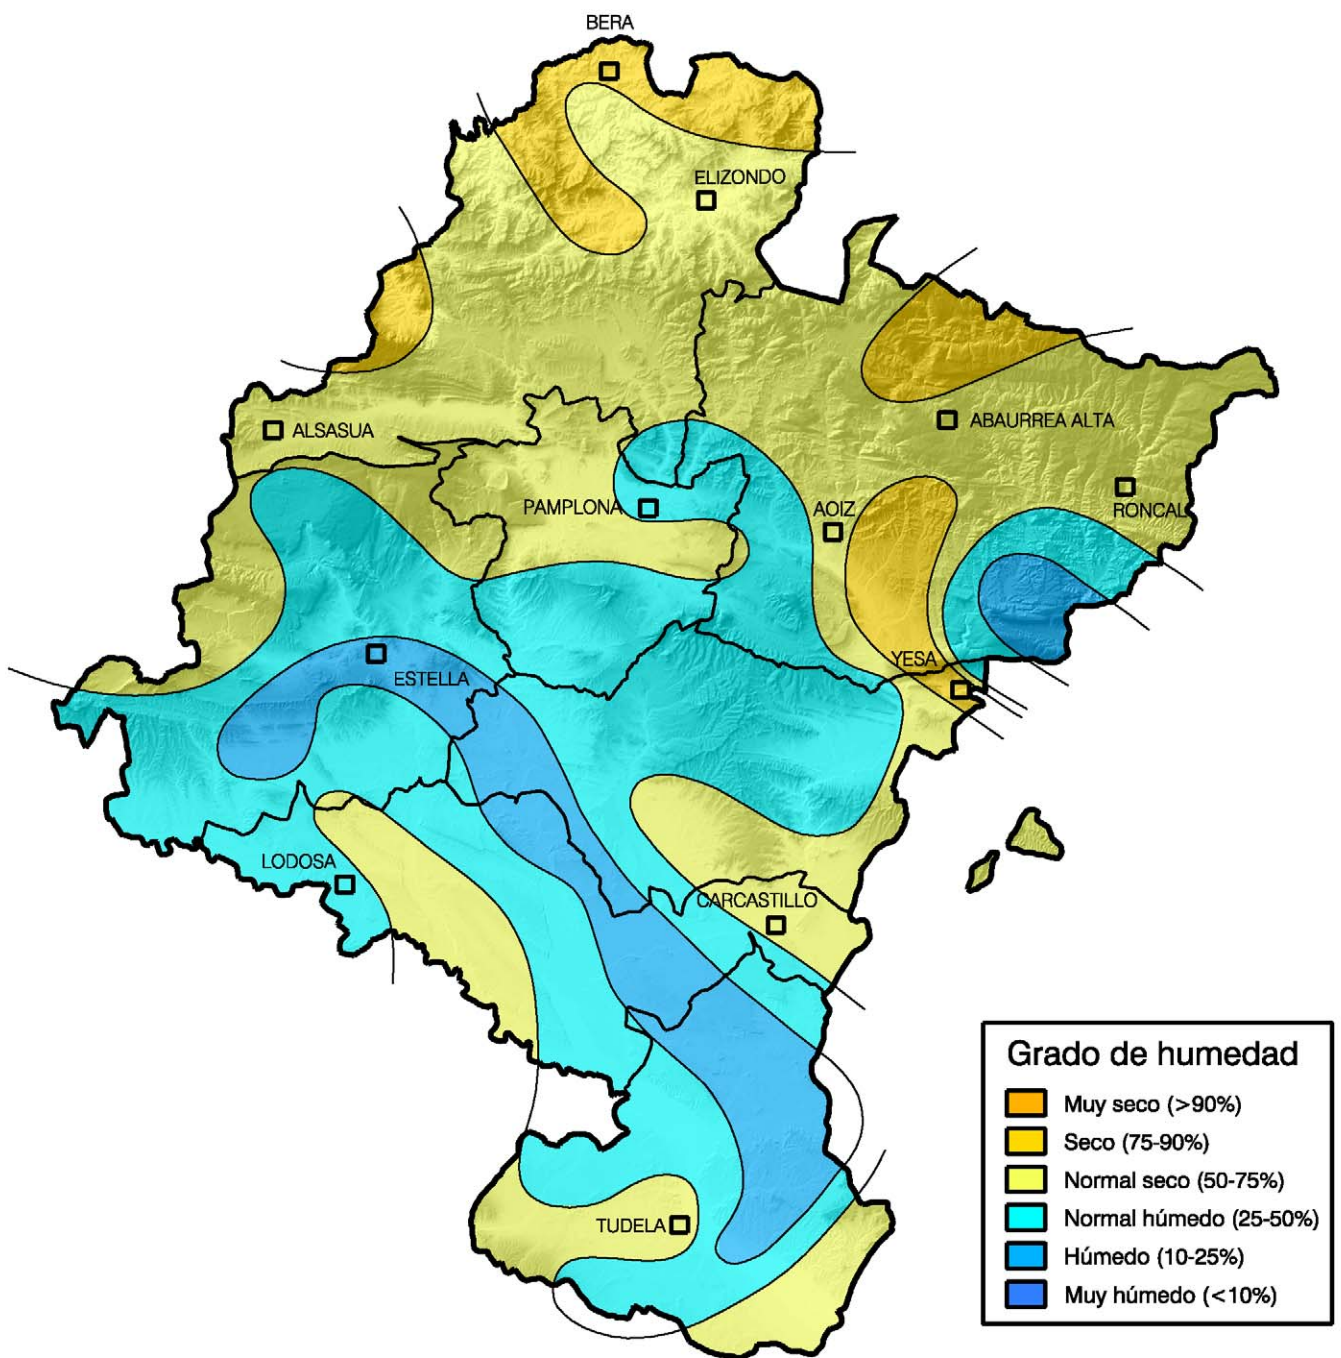 BERA
ELIZONDO
ALSASUA
ABAURREA ALTA
PAMPLONA
AOIZ
RONCAL
YESA
ESTELLA
LODOSA
CARCASTILLO
TUDELA
Grado de humedad
Muy seco (>90%)
Seco (75-90%)
Normal seco (50-75%)
Normal húmedo (25-50%)
Húmedo (10-25%)
Muy húmedo (<10%)